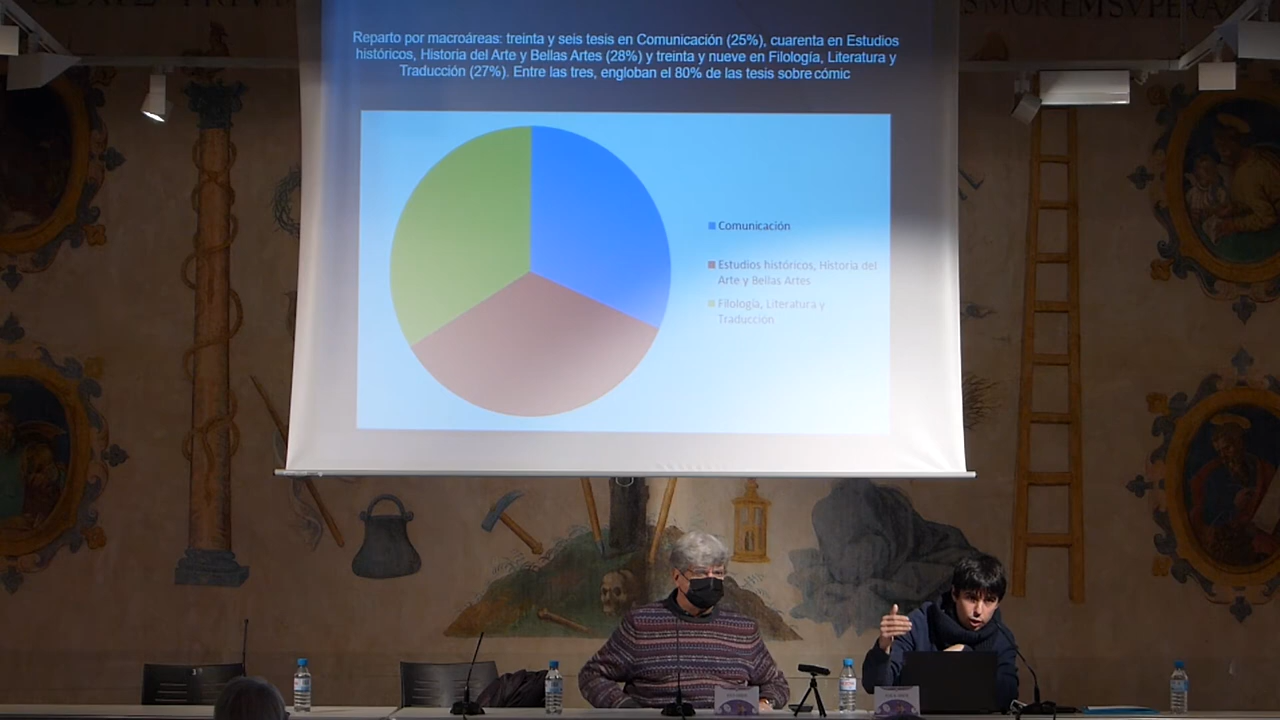 SMOREMSVPERA
Reparto por macroáreas: treinta y seis tesis en Comunicación (25%), cuarenta en Estudios
históricos, Historia del Arte y Bellas Artes (28%) y treinta y nueve en Filología, Literatura y
Traducción (27%). Entre las tres, engloban el 80% de las tesis sobre cómic
Comunicación
Estudios históricos, Historia del
Arte y Bellas Artes
Filología, Literatura y
Traducción